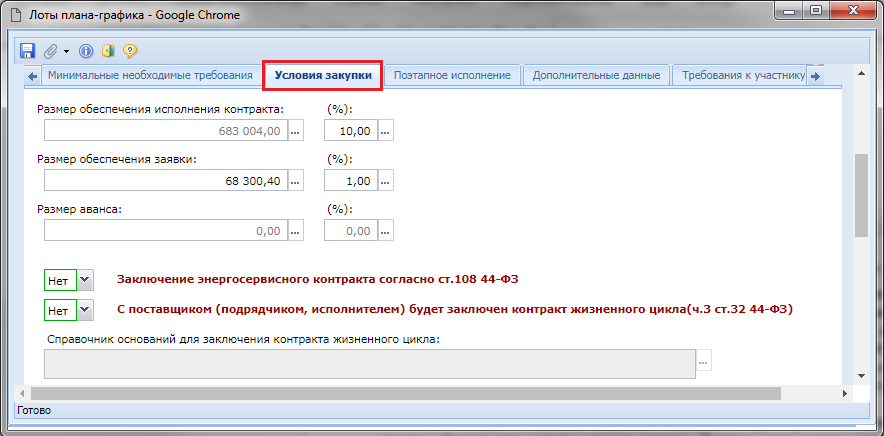 Лоты плана-графика - Google Chrome
Минимальные необходимые требования Условия закупки Поэтапное исполнение Дополнительные данные Требования к участнику
Размер обеспечения исполнения контракта: (%):
683 004,00 ... 10,00 ...
Размер обеспечения заявки: (%):
68 300,40 ... 1,00 ...
Размер аванса: (%):
0,00 ... 0,00 ...
Нет Заключение энергосервисного контракта согласно ст.108 44-ФЗ
Нет С поставщиком (подрядчиком, исполнителем) будет заключен контракт жизненного цикла(ч.3 ст.32 44-ФЗ)
Справочник оснований для заключения контракта жизненного цикла:
...
Готово